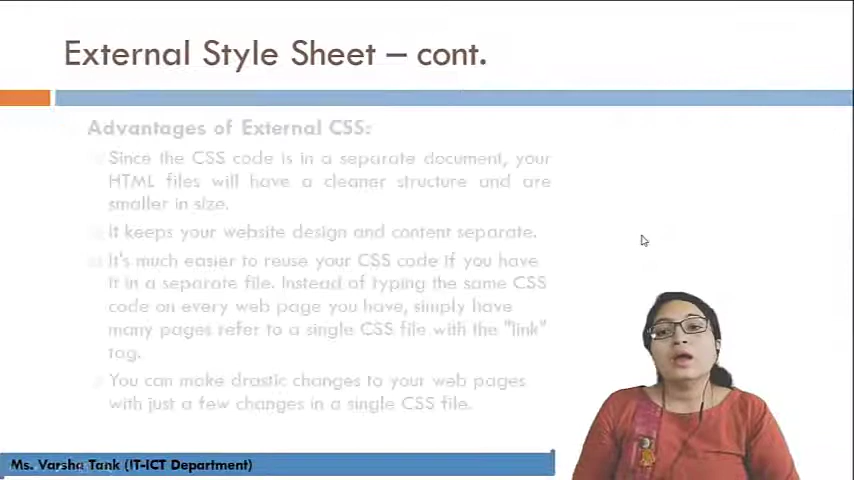 External Style Sheet – cont.
Advantages of External CSS:
Since the CSS code is in a separate document, your
HTML files will have a cleaner structure and are
smaller in size.
It keeps your website design and content separate.
It's much easier to reuse your CSS code if you have
it in a separate file. Instead of typing the same CSS
code on every web page you have, simply have
many pages refer to a single CSS file with the "link"
tag.
You can make drastic changes to your web pages
with just a few changes in a single CSS file.
Ms. Varsha Tank (IT-ICT Department)